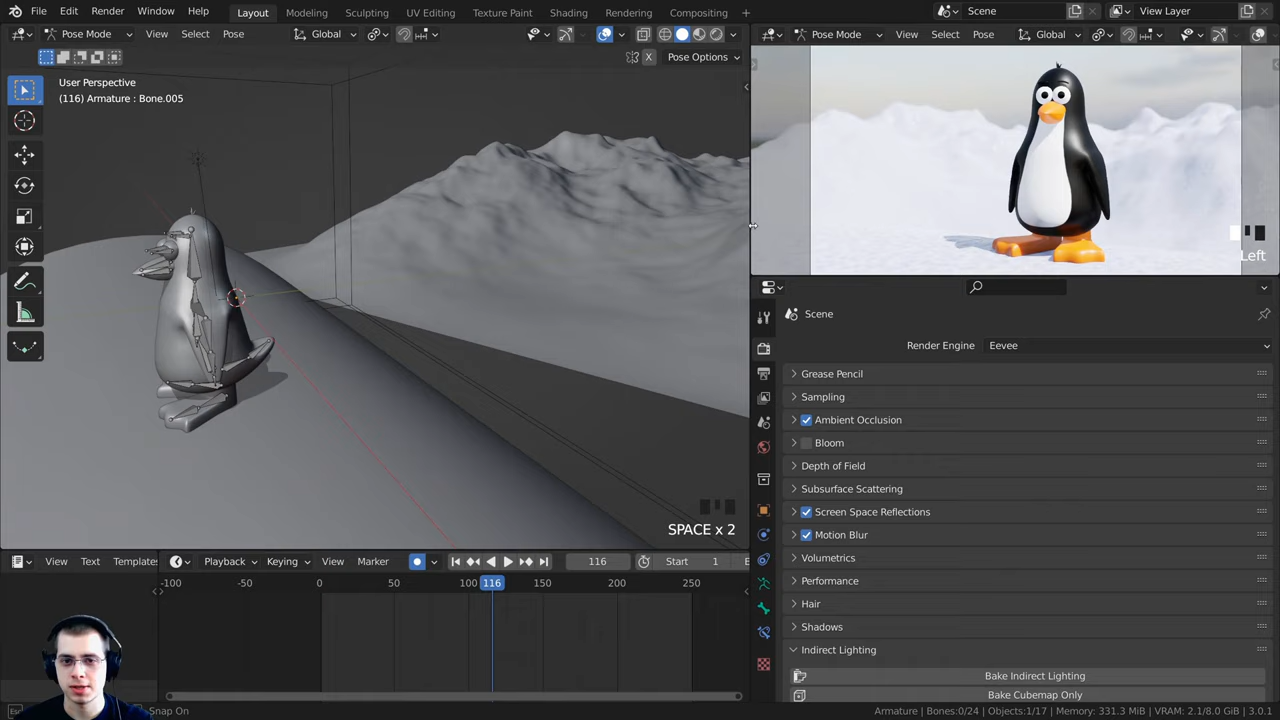 File Edit Render Window Help Layout Modeling Sculpting UV Editing Texture Paint Shading Rendering Compositing Scene View Layer
Pose Mode View Select Pose Global
Pose Mode View Select Pose Global
X Pose Options
User Perspective
(116) Armature : Bone.005
Left
Scene
Render Engine Eevee
Grease Pencil
Sampling
Ambient Occlusion
Bloom
Depth of Field
Subsurface Scattering
Screen Space Reflections
SPACE x 2
Motion Blur
Volumetrics
View Text Templates Playback Keying View Marker 116 Start 1
Performance
-100 -50 0 50 100 116 150 200 250
Hair
Shadows
Indirect Lighting
Bake Indirect Lighting
Bake Cubemap Only
Snap On
Armature | Bones:0/24 | Objects:1/17 | Memory: 331.3 MiB | VRAM: 2.1/8.0 GiB | 3.0.1